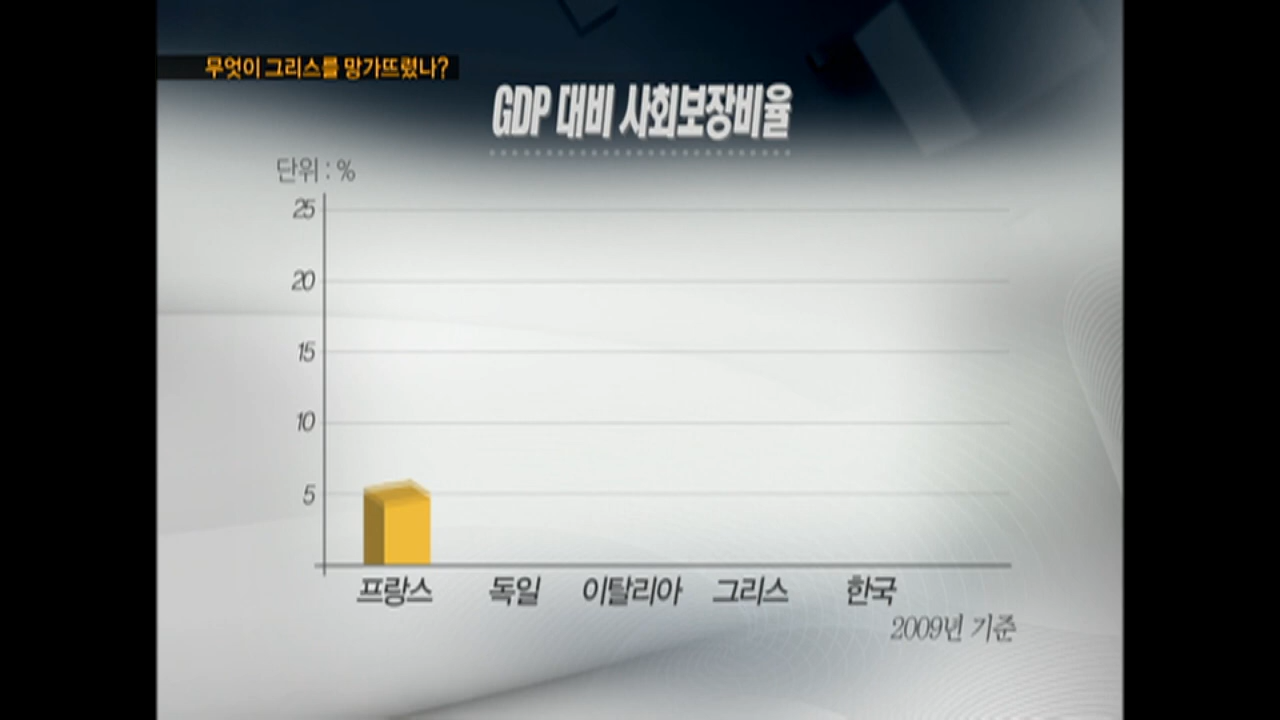 무엇이 그리스를 망가뜨렸나?
GDP 대비 사회보장비율
단위 : %
25
20
15
10
5
프랑스 독일 이탈리아 그리스 한국
2009년 기준